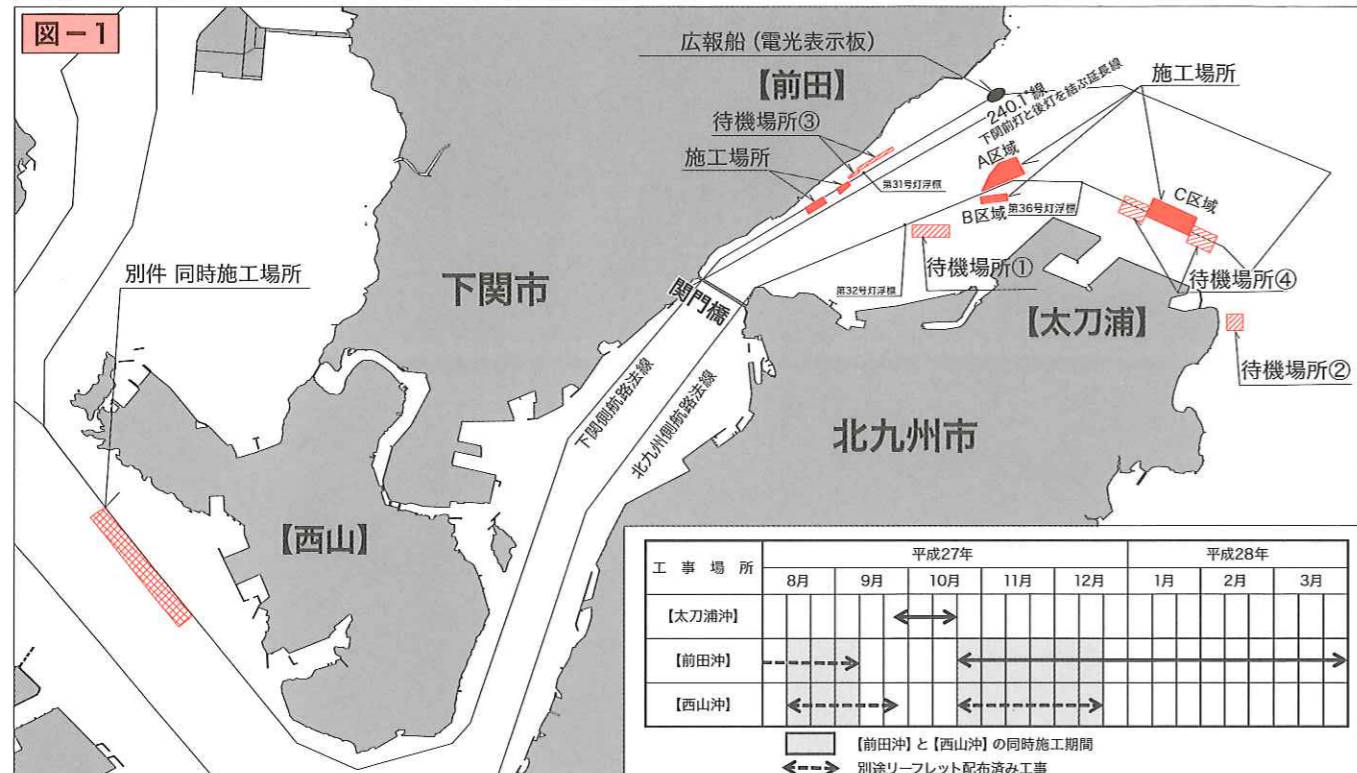 図－1
広報船（電光表示板）
【前田】
240.1°線
下関前灯と後灯を結ぶ延長線
施工場所
待機場所③
施工場所
第31号灯浮標
A区域
B区域
第36号灯浮標
C区域
待機場所①
第32号灯浮標
待機場所④
【太刀浦】
待機場所②
別件 同時施工場所
下関市
関門橋
下関側航路法線
北九州側航路法線
北九州市
【西山】
工事場所 平成27年 平成28年
8月 9月 10月 11月 12月 1月 2月 3月
【太刀浦沖】
【前田沖】
【西山沖】
【前田沖】と【西山沖】の同時施工期間
別途リーフレット配布済み工事